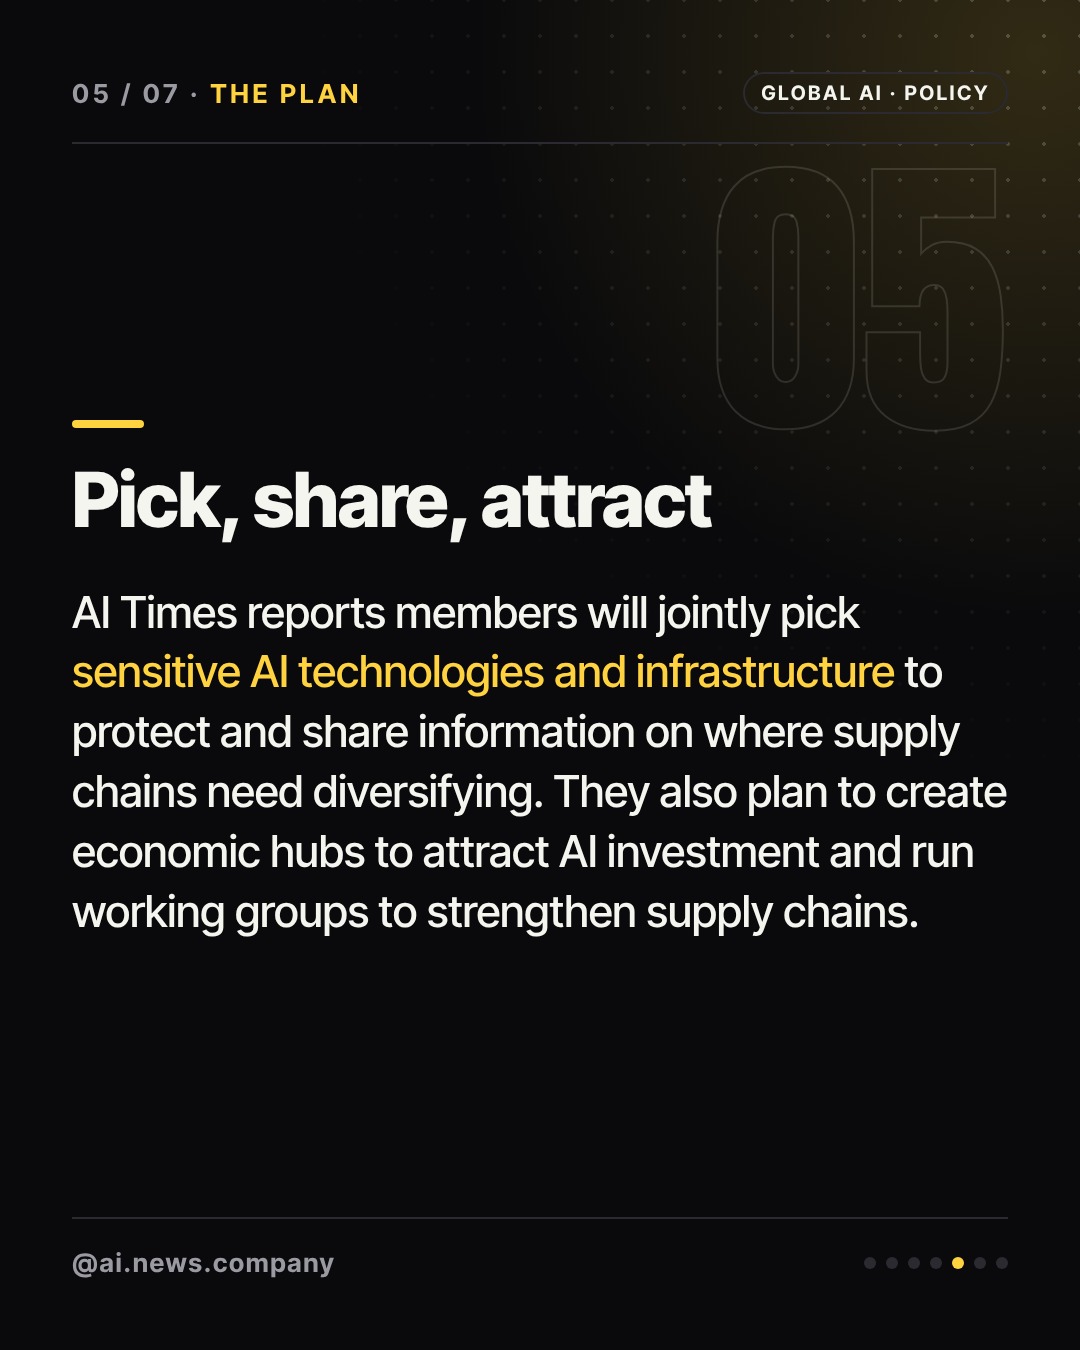 05 / 07 · THE PLAN
GLOBAL AI · POLICY
05
Pick, share, attract
AI Times reports members will jointly pick
sensitive AI technologies and infrastructure to
protect and share information on where supply
chains need diversifying. They also plan to create
economic hubs to attract AI investment and run
working groups to strengthen supply chains.
@ai.news.company